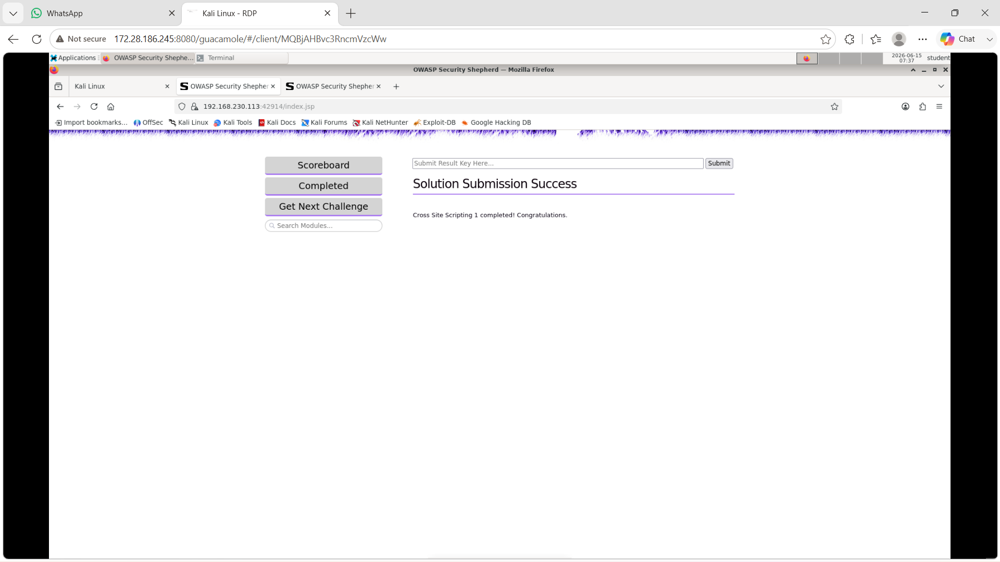 WhatsApp
Kali Linux - RDP
Not secure
172.28.186.245:8080/guacamole/#/client/MQBjAHBvc3RncmVzcWw
Chat
Applications
OWASP Security Shephe...
Terminal
2026-06-15
07:37
student
OWASP Security Shepherd — Mozilla Firefox
Kali Linux
OWASP Security Shepher
OWASP Security Shepher
192.168.230.113:42914/index.jsp
Import bookmarks...
OffSec
Kali Linux
Kali Tools
Kali Docs
Kali Forums
Kali NetHunter
Exploit-DB
Google Hacking DB
Scoreboard
Completed
Get Next Challenge
Search Modules...
Submit Result Key Here...
Submit
Solution Submission Success
Cross Site Scripting 1 completed! Congratulations.